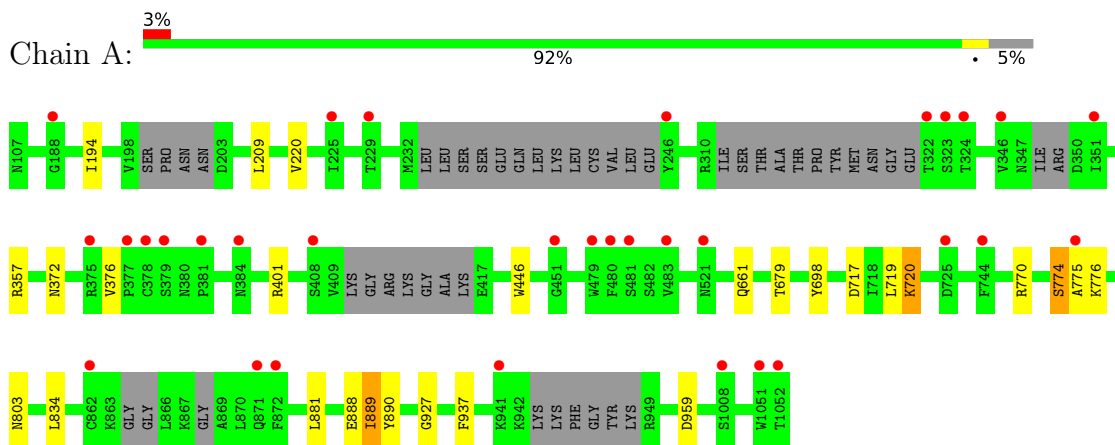 3%
Chain A:
92% • 5%
N107 G188 I194 V198 SER PRO ASN ASN D203 L209 V220 I225 T229 M232 LEU LEU SER SER GLU GLN LEU LYS LEU CYS VAL LEU GLU Y246 R310 ILE SER THR ALA THR PRO TYR MET ASN GLY GLU T322 S323 T324 V346 N347 ILE ARG D350 I351
R357 N372 R375 V376 P377 C378 S379 N380 P381 N384 R401 S408 V409 LYS GLY ARG LYS GLY ALA LYS E417 W446 G451 W479 F480 S481 S482 V483 N521 Q661 T679 Y698 D717 I718 L719 K720 D725 F744 R770 S774 A775 K776
N803 L834 C862 K863 GLY GLY L866 K867 GLY A869 L870 Q871 F872 L881 E888 I889 Y890 G927 F937 K941 K942 LYS LYS PHE GLY TYR LYS R949 D959 S1008 W1051 T1052